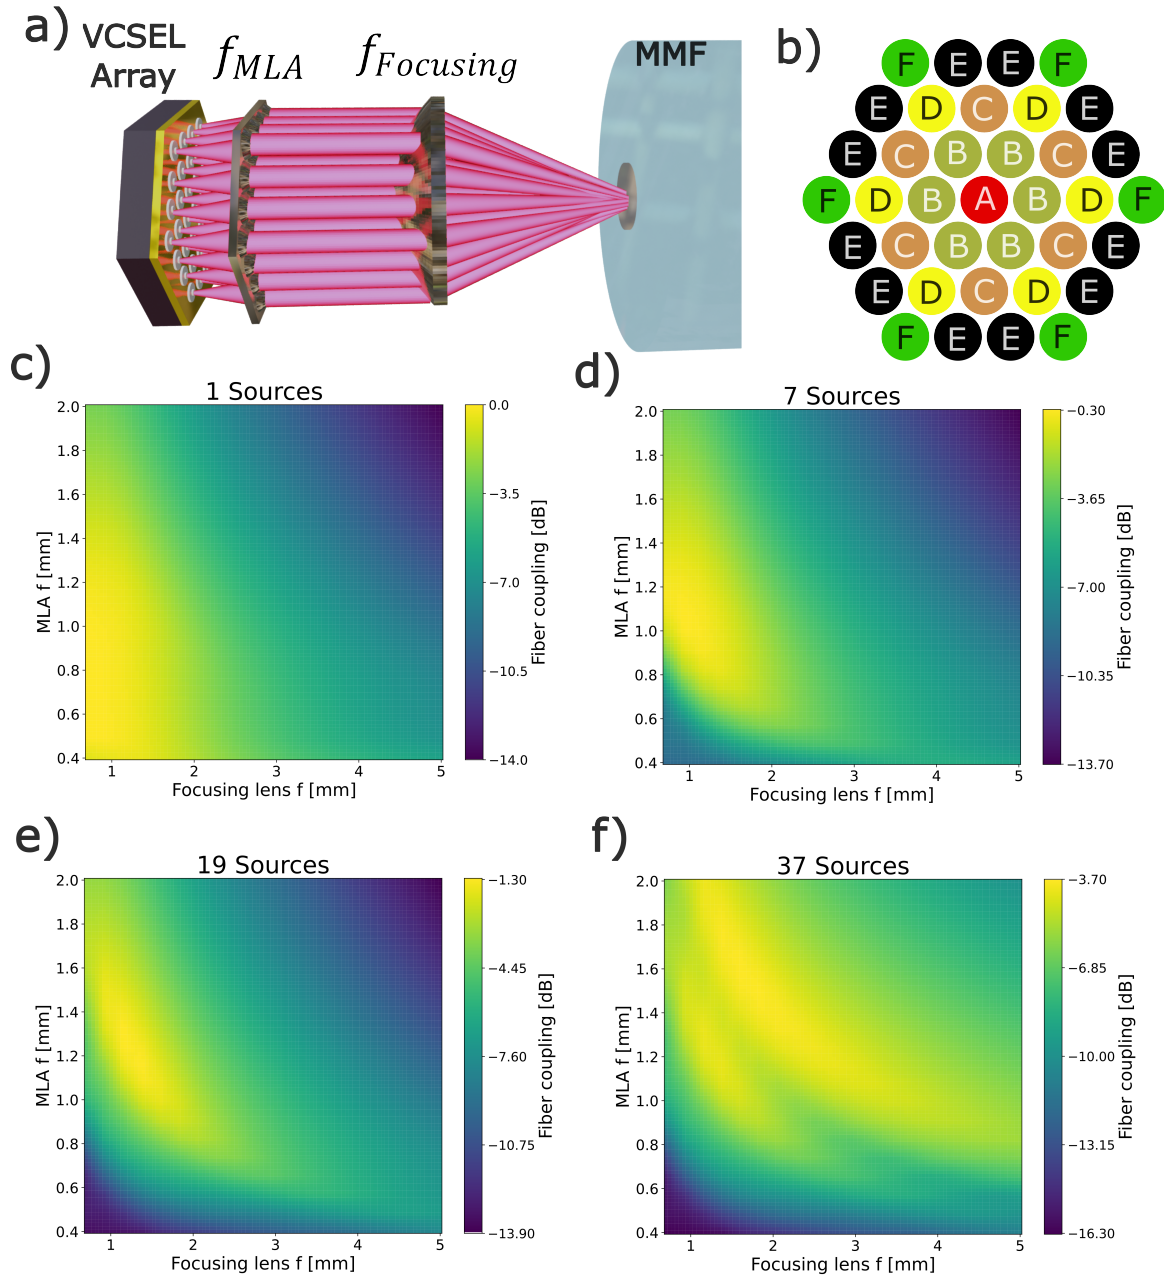 a)
VCSEL
Array
f_MLA
f_Focusing
MMF
b)
F E E F
E D C D E
E C B B C E
F D B A B D F
E C B B C E
E D C D E
F E E F
c)
1 Sources
2.0
1.8
1.6
1.4
1.2
1.0
0.8
0.6
0.4
MLA f [mm]
1 2 3 4 5
Focusing lens f [mm]
0.0
−3.5
−7.0
−10.5
−14.0
Fiber coupling [dB]
d)
7 Sources
2.0
1.8
1.6
1.4
1.2
1.0
0.8
0.6
0.4
MLA f [mm]
1 2 3 4 5
Focusing lens f [mm]
−0.30
−3.65
−7.00
−10.35
−13.70
Fiber coupling [dB]
e)
19 Sources
2.0
1.8
1.6
1.4
1.2
1.0
0.8
0.6
0.4
MLA f [mm]
1 2 3 4 5
Focusing lens f [mm]
−1.30
−4.45
−7.60
−10.75
−13.90
Fiber coupling [dB]
f)
37 Sources
2.0
1.8
1.6
1.4
1.2
1.0
0.8
0.6
0.4
MLA f [mm]
1 2 3 4 5
Focusing lens f [mm]
−3.70
−6.85
−10.00
−13.15
−16.30
Fiber coupling [dB]